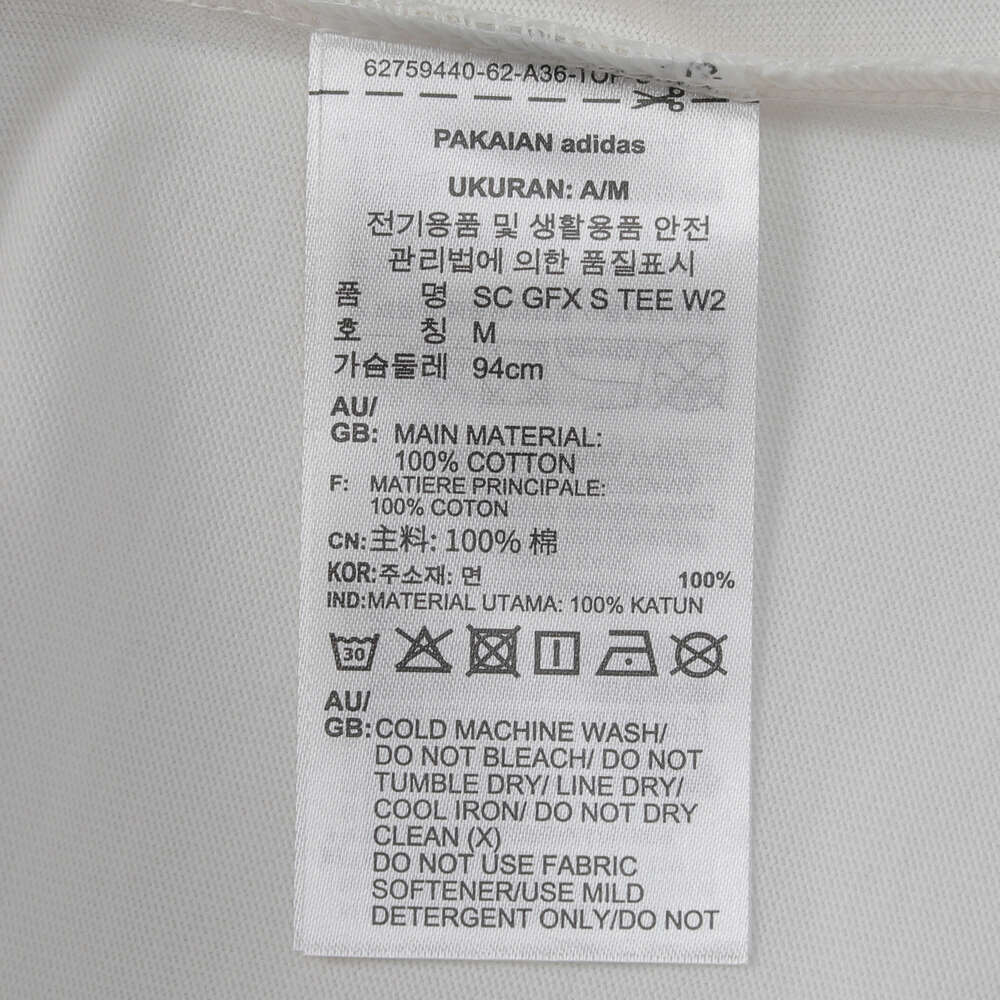 62759440-62-A36-TOP
PAKAIAN adidas
UKURAN: A/M
전기용품 및 생활용품 안전
관리법에 의한 품질표시
품 명 SC GFX S TEE W2
호 칭 M
가슴둘레 94cm
AU/
GB: MAIN MATERIAL:
100% COTTON
F: MATIERE PRINCIPALE:
100% COTON
CN:主料: 100% 棉
KOR:주소재: 면 100%
IND:MATERIAL UTAMA: 100% KATUN
30
AU/
GB:COLD MACHINE WASH/
DO NOT BLEACH/ DO NOT
TUMBLE DRY/ LINE DRY/
COOL IRON/ DO NOT DRY
CLEAN (X)
DO NOT USE FABRIC
SOFTENER/USE MILD
DETERGENT ONLY/DO NOT